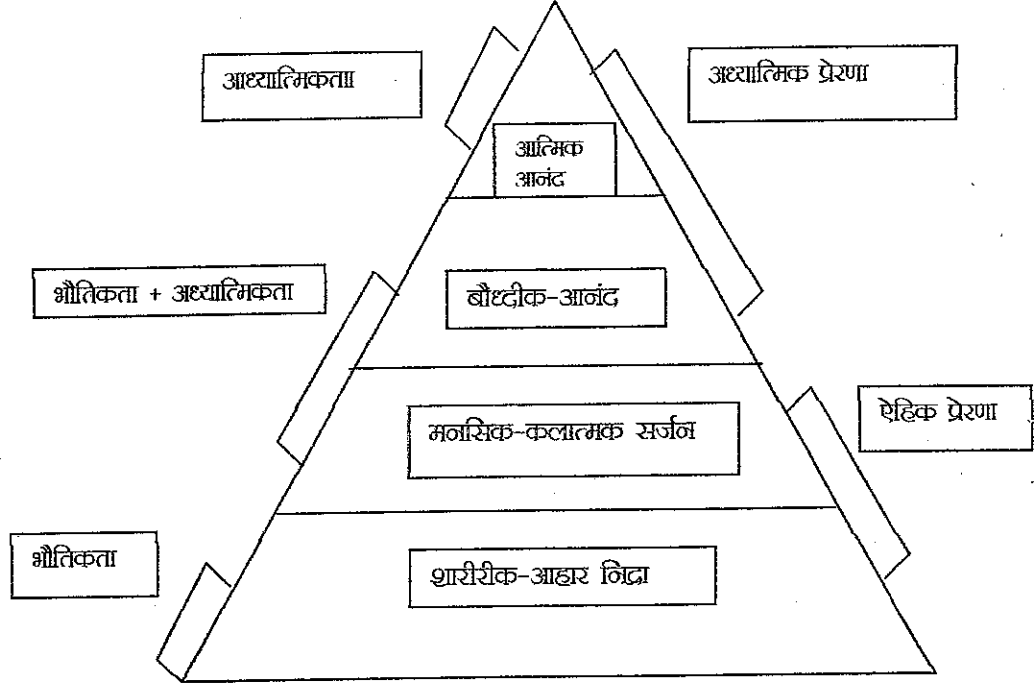 आध्यात्मिकताा
अध्यात्मिक प्रेरणा
आत्मिक
आनंद
भौतिकता + अध्यात्मिकता
बौध्दीक-आनंद
ऐहिक प्रेरणा
मनसिक-कलात्मक सर्जन
भौतिकता
शारीरीक-आहार निद्रा